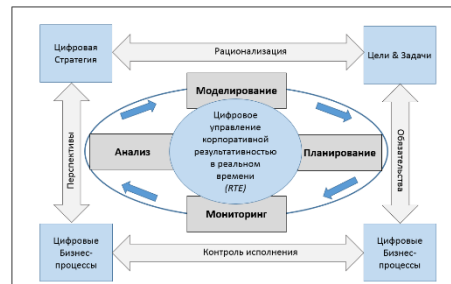 Цифровая
Стратегия
Рационализация
Цели & Задачи
Моделирование
Перспективы
Анализ
Цифровое
управление
корпоративной
результативностью
в реальном
времени
(RTE)
Планирование
Обязательства
Мониторинг
Цифровые
Бизнес-
процессы
Контроль исполнения
Цифровые
Бизнес-
процессы